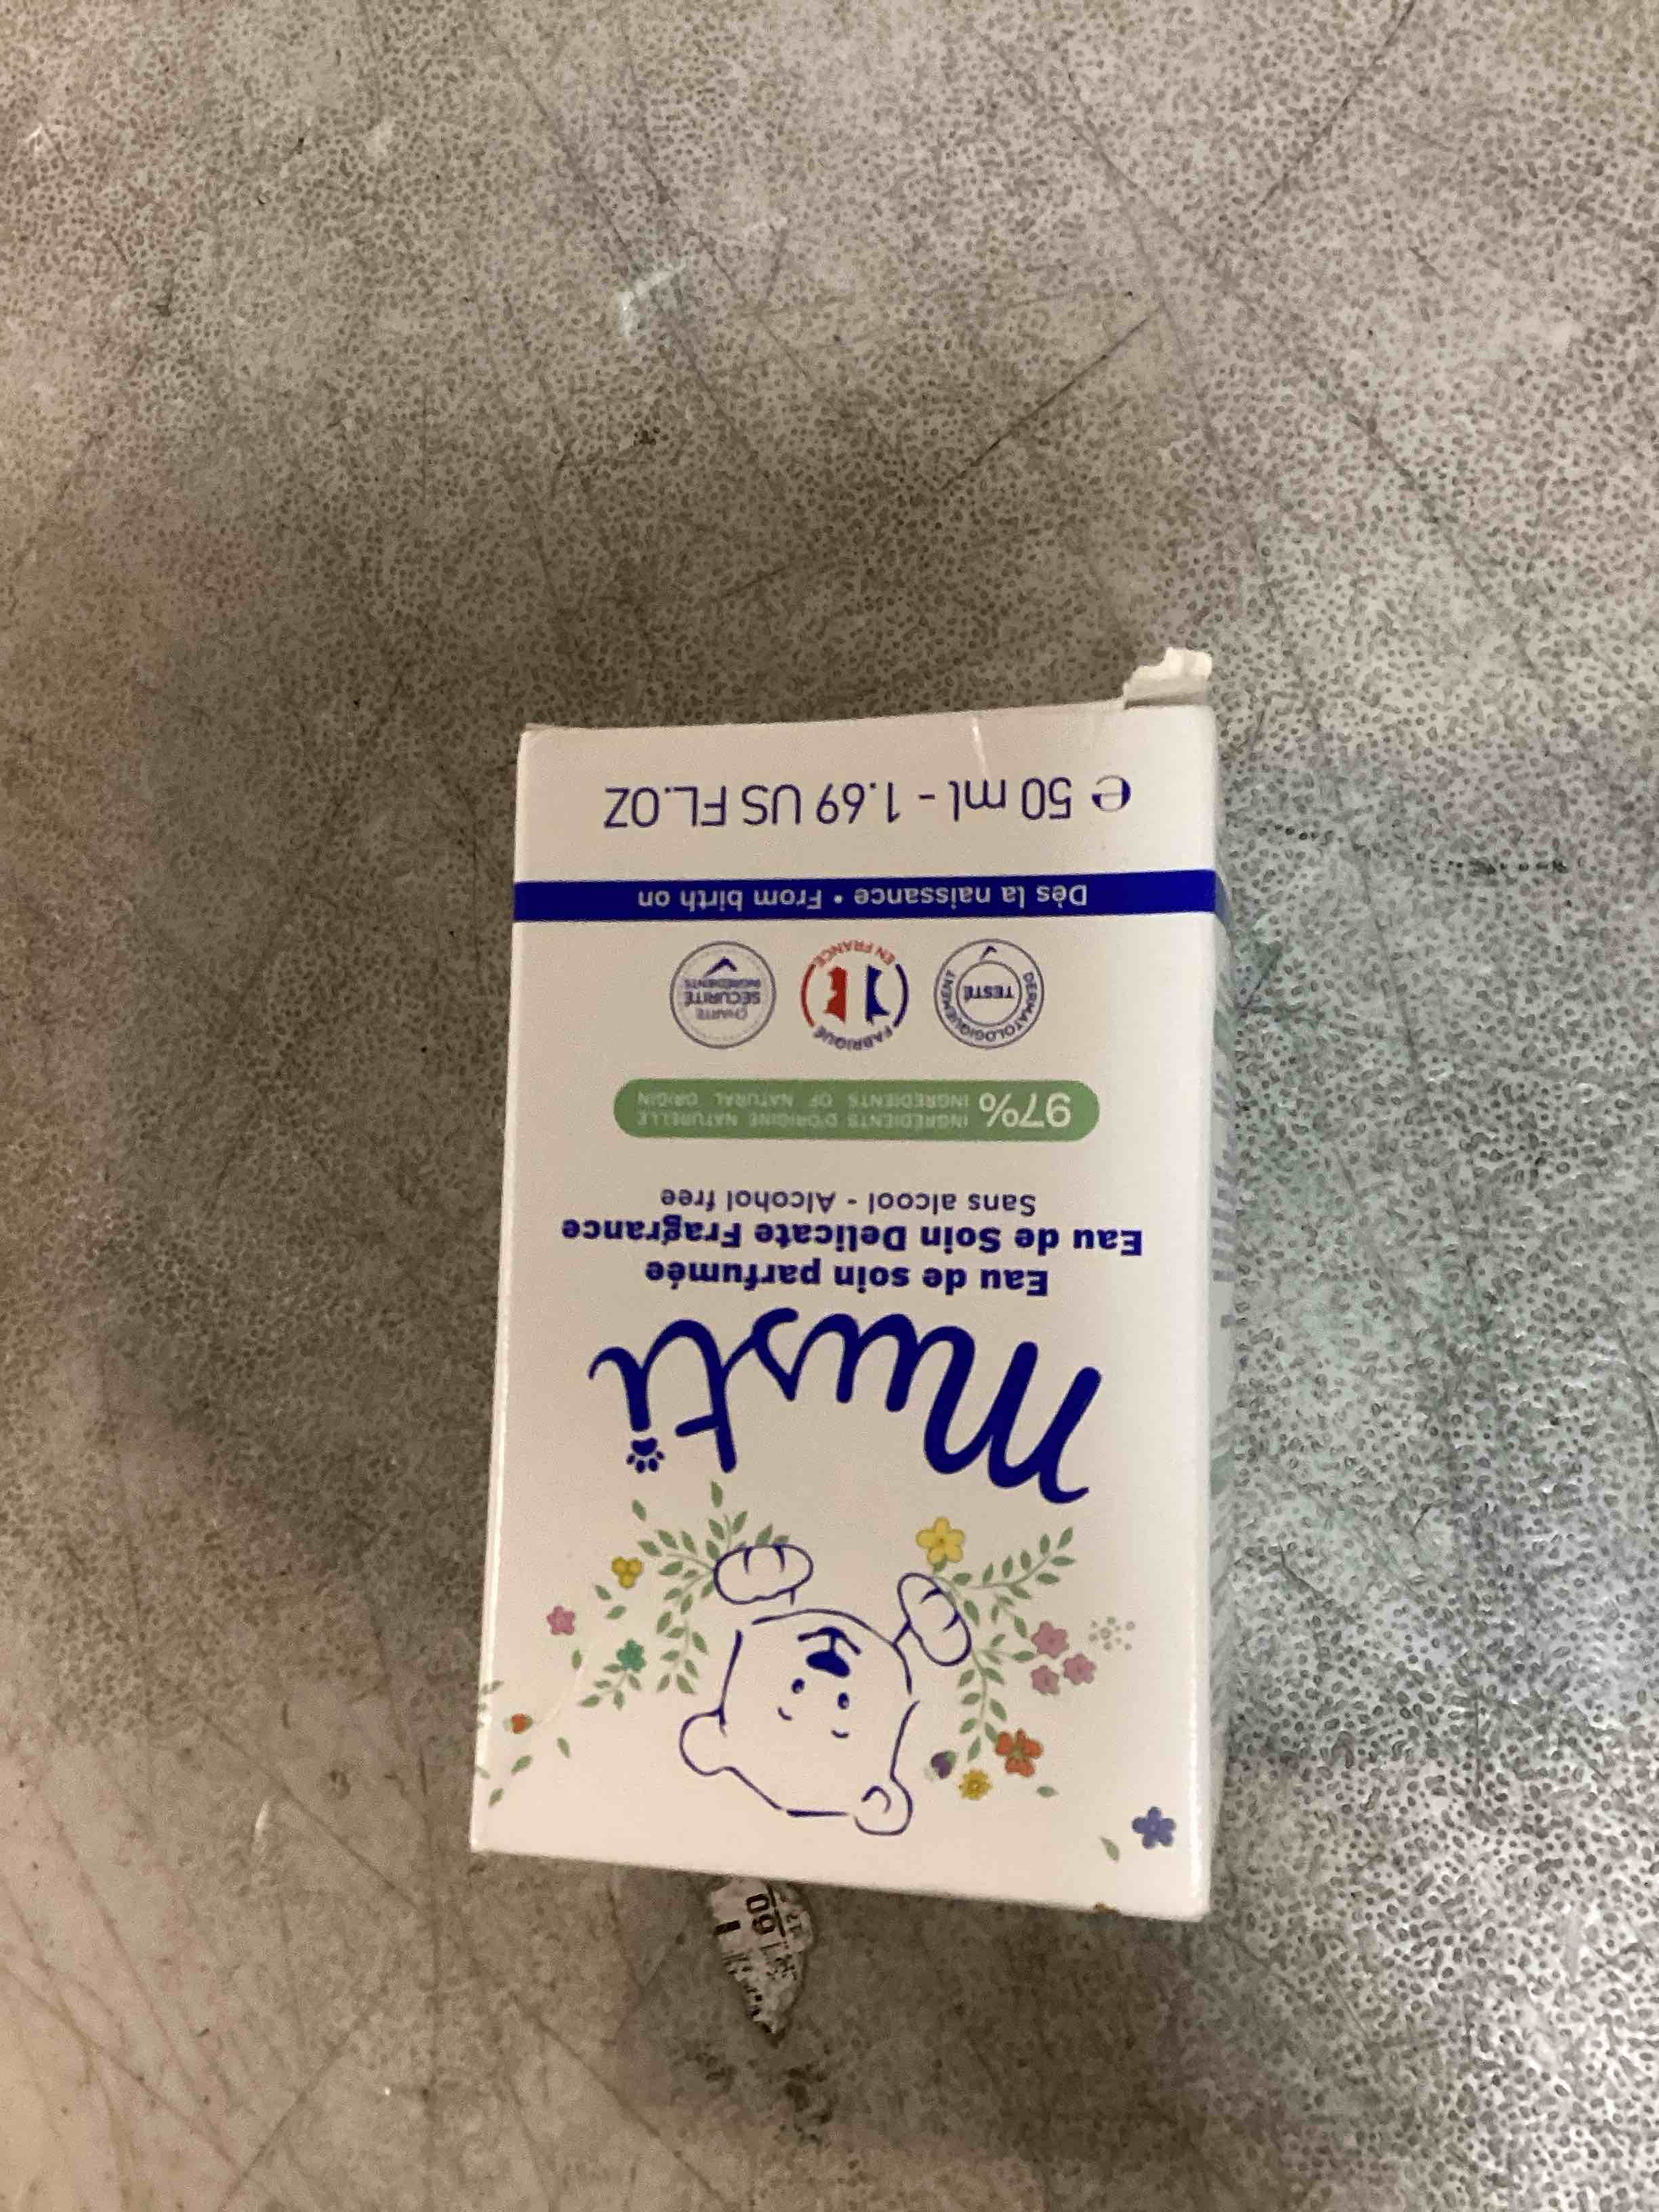 Musti
Eau de soin parfumée
Eau de Soin Delicate Fragrance
Sans alcool - Alcohol free
97% INGRÉDIENTS D'ORIGINE NATURELLE
INGREDIENTS OF NATURAL ORIGIN
DERMATOLOGIQUEMENT
TESTÉ
FABRIQUÉ
EN FRANCE
CHARTE
SÉCURITÉ
INGRÉDIENTS
Dès la naissance • From birth on
℮ 50 ml - 1.69 US FL.OZ
60